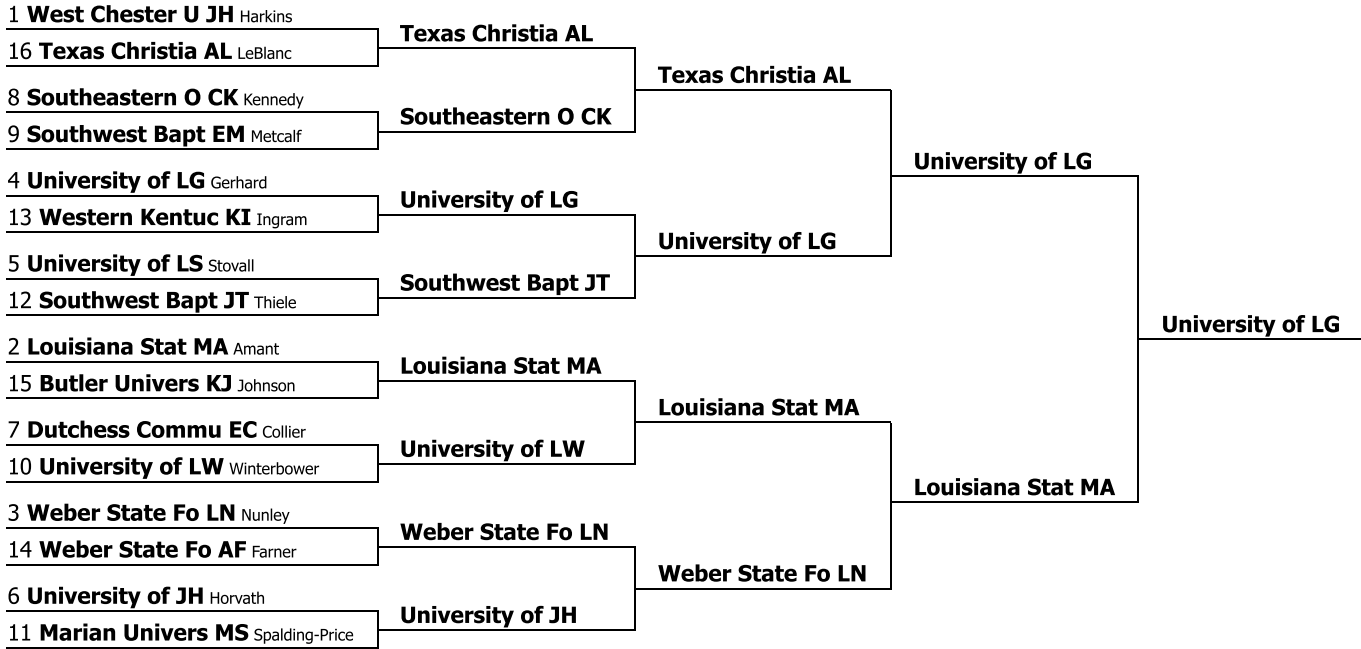 1 West Chester U JH Harkins
16 Texas Christia AL LeBlanc
8 Southeastern O CK Kennedy
9 Southwest Bapt EM Metcalf
4 University of LG Gerhard
13 Western Kentuc KI Ingram
5 University of LS Stovall
12 Southwest Bapt JT Thiele
2 Louisiana Stat MA Amant
15 Butler Univers KJ Johnson
7 Dutchess Commu EC Collier
10 University of LW Winterbower
3 Weber State Fo LN Nunley
14 Weber State Fo AF Farner
6 University of JH Horvath
11 Marian Univers MS Spalding-Price
Texas Christia AL
Southeastern O CK
University of LG
Southwest Bapt JT
Louisiana Stat MA
University of LW
Weber State Fo LN
University of JH
Texas Christia AL
University of LG
Louisiana Stat MA
Weber State Fo LN
University of LG
Louisiana Stat MA
University of LG